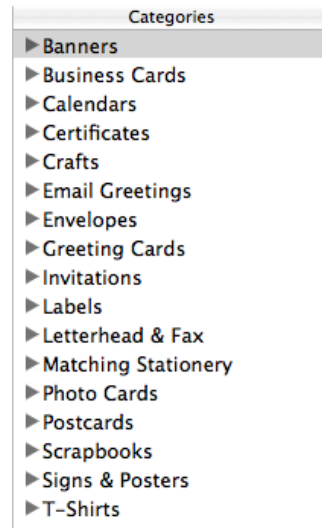 Categories
Banners
Business Cards
Calendars
Certificates
Crafts
Email Greetings
Envelopes
Greeting Cards
Invitations
Labels
Letterhead & Fax
Matching Stationery
Photo Cards
Postcards
Scrapbooks
Signs & Posters
T-Shirts